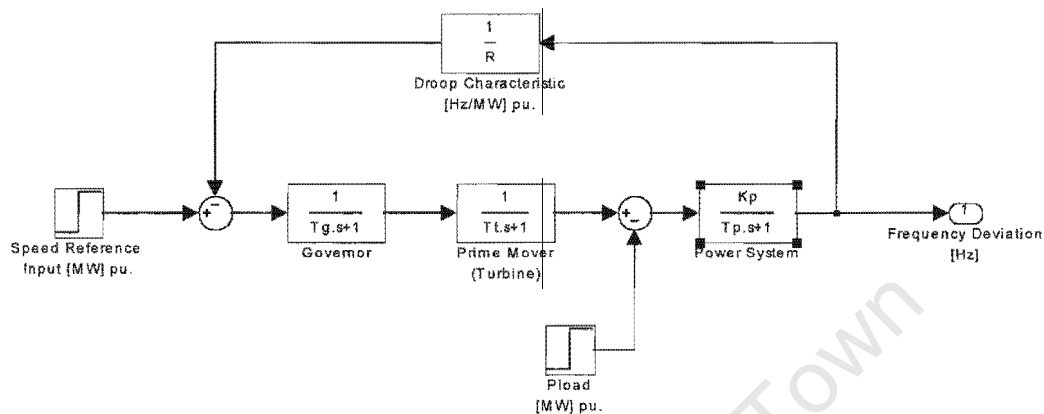 1
R
Droop Characteristic
[Hz/MW] pu.
Speed Reference
Input [MW] pu.
+ -
1
Tg.s+1
Governor
1
Tt.s+1
Prime Mover
(Turbine)
+ -
Kp
Tp.s+1
Power System
1
Frequency Deviation
[Hz]
Pload
[MW] pu.
Town